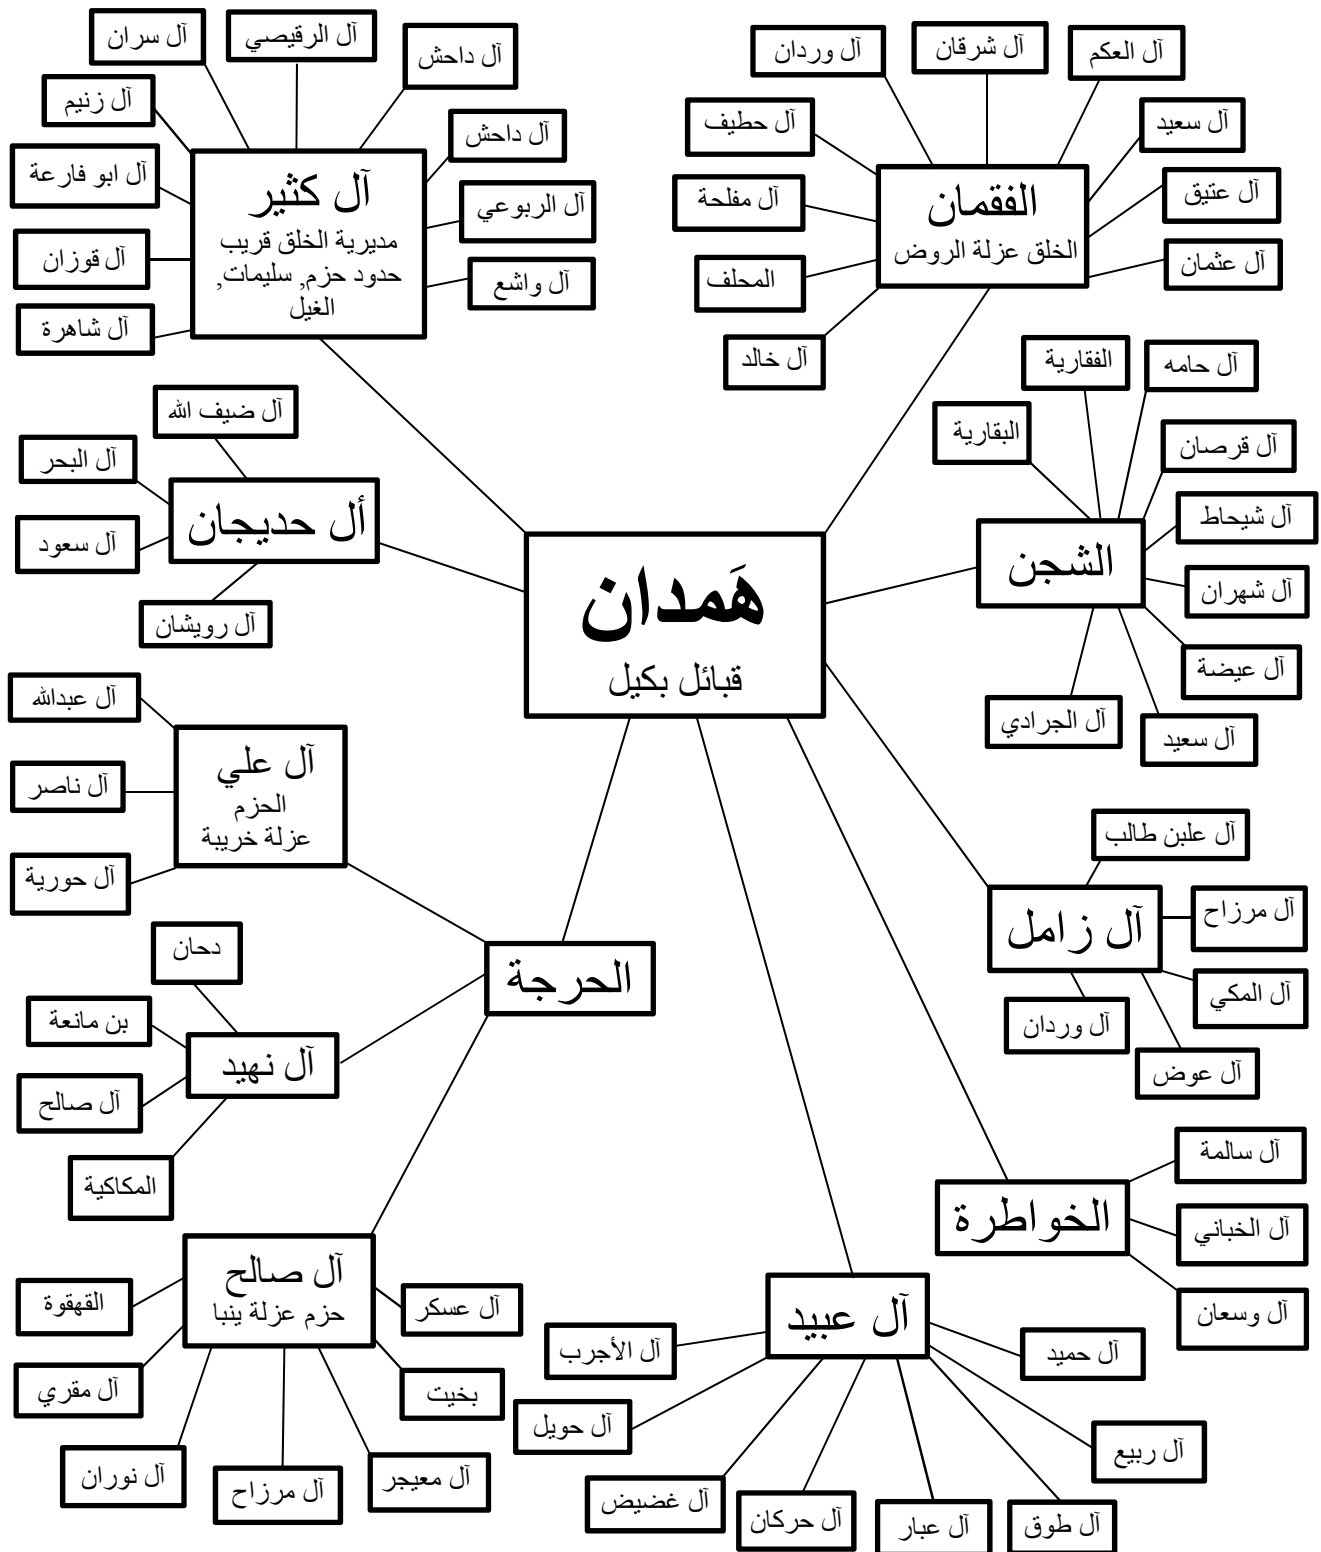 هَمدان
قبائل بكيل
الفقمان
الخلق عزلة الروض
آل العكم
آل شرقان
آل وردان
آل سعيد
آل عتيق
آل عثمان
آل حطيف
آل مفلحة
المحلف
آل خالد
آل كثير
مديرية الخلق قريب
حدود حزم, سليمات,
الغيل
آل داحش
آل الرقيصي
آل سران
آل داحش
آل الربوعي
آل واشع
آل زنيم
آل ابو فارعة
آل قوزان
آل شاهرة
الشجن
آل حامه
الفقارية
البقارية
آل قرصان
آل شيحاط
آل شهران
آل عيضة
آل سعيد
آل الجرادي
أل حديجان
آل ضيف الله
آل البحر
آل سعود
آل رويشان
آل زامل
آل علبن طالب
آل مرزاح
آل المكي
آل عوض
آل وردان
الحرجة
آل علي
الحزم
عزلة خريبة
آل عبدالله
آل ناصر
آل حورية
آل نهيد
دحان
بن مانعة
آل صالح
المكاكية
آل صالح
حزم عزلة ينبا
آل عسكر
بخيت
آل معيجر
آل مرزاح
آل نوران
آل مقري
القهقوة
الخواطرة
آل سالمة
آل الخباني
آل وسعان
آل عبيد
آل حميد
آل ربيع
آل طوق
آل عبار
آل حركان
آل غضيض
آل حويل
آل الأجرب